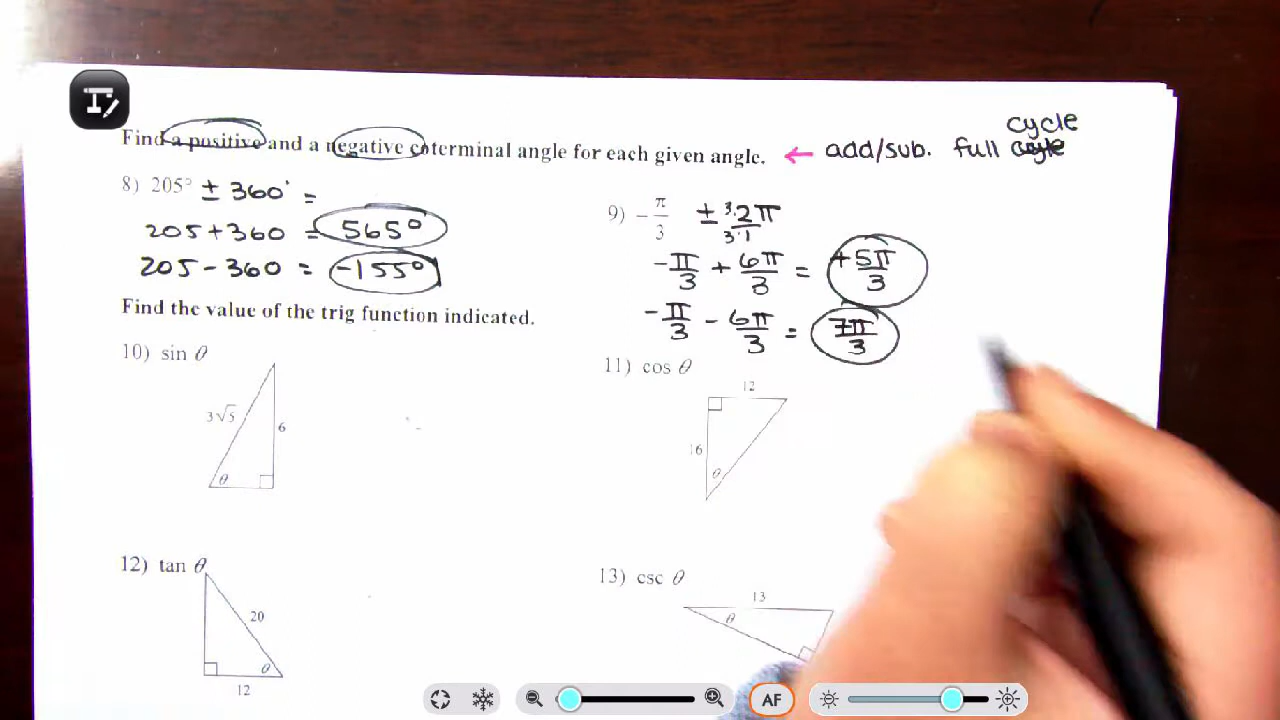 cycle
Find a positive and a negative coterminal angle for each given angle. ← add/sub. full
8) 205° ± 360° =
205 + 360 = 565°
205 - 360 = -155°
9) -π/3 ± 3·2π/3·1
-π/3 + 6π/3 = +5π/3
-π/3 - 6π/3 = 7π/3
Find the value of the trig function indicated.
10) sin θ
3√5
6
θ
11) cos θ
12
16
θ
12) tan θ
20
θ
12
13) csc θ
13
θ
AF